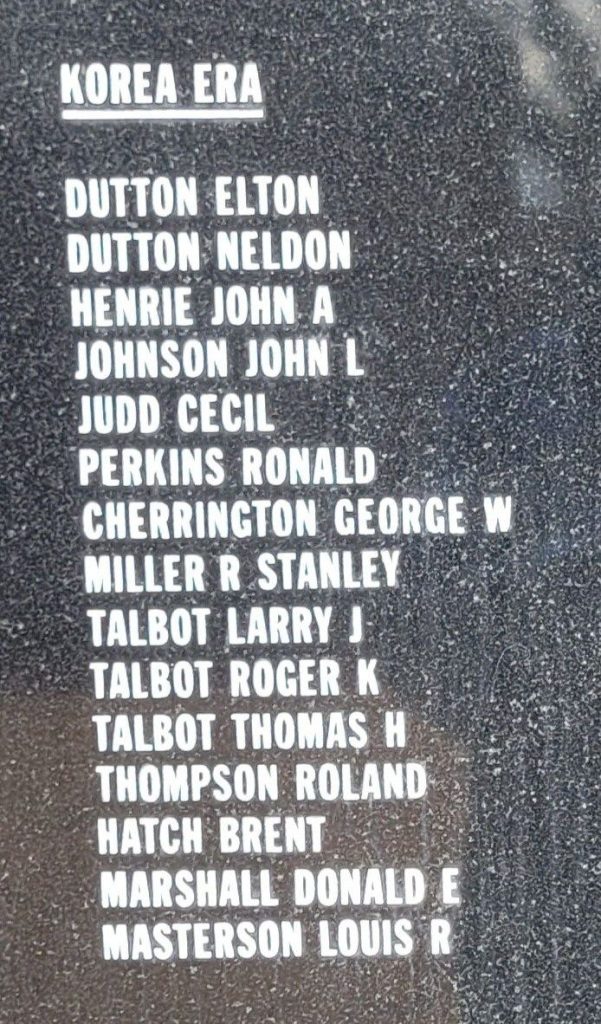 KOREA ERA
DUTTON ELTON
DUTTON NELDON
HENRIE JOHN A
JOHNSON JOHN L
JUDD CECIL
PERKINS RONALD
CHERRINGTON GEORGE W
MILLER R STANLEY
TALBOT LARRY J
TALBOT ROGER K
TALBOT THOMAS H
THOMPSON ROLAND
HATCH BRENT
MARSHALL DONALD E
MASTERSON LOUIS R